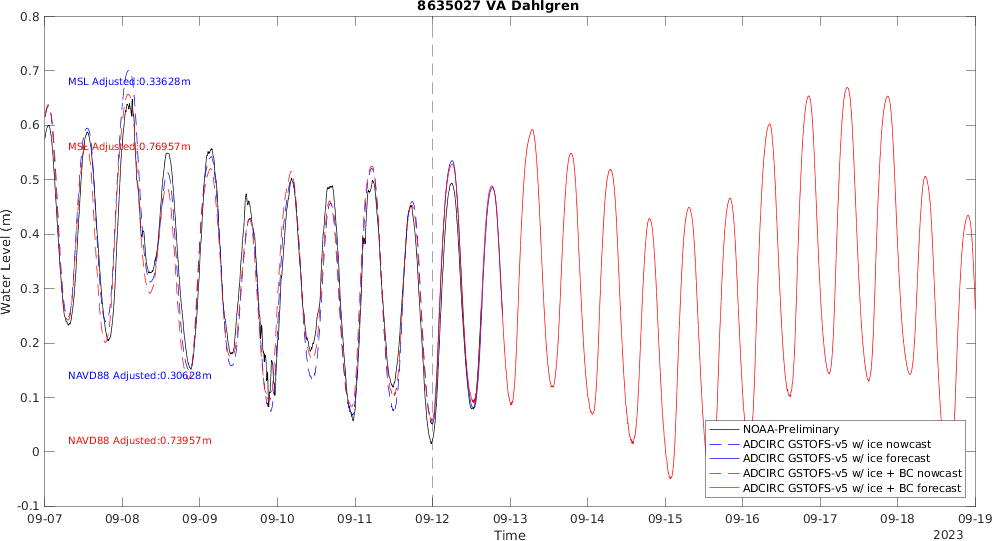 8635027 VA Dahlgren
Water Level (m)
0.8
0.7
0.6
0.5
0.4
0.3
0.2
0.1
0
-0.1
MSL Adjusted:0.33628m
MSL Adjusted:0.76957m
NAVD88 Adjusted:0.30628m
NAVD88 Adjusted:0.73957m
NOAA-Preliminary
ADCIRC GSTOFS-v5 w/ ice nowcast
ADCIRC GSTOFS-v5 w/ ice forecast
ADCIRC GSTOFS-v5 w/ ice + BC nowcast
ADCIRC GSTOFS-v5 w/ ice + BC forecast
09-07 09-08 09-09 09-10 09-11 09-12 09-13 09-14 09-15 09-16 09-17 09-18 09-19
Time
2023